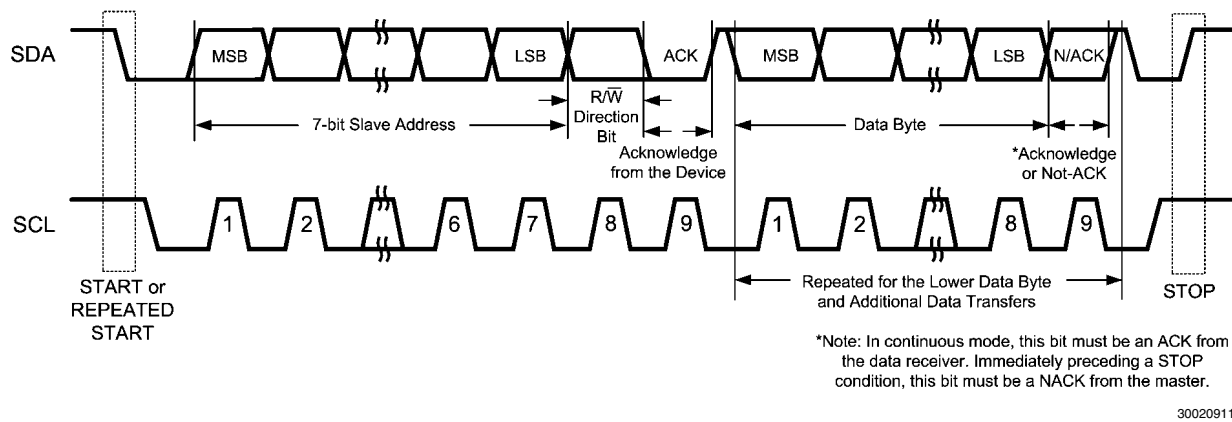 SDA
MSB
LSB
ACK
MSB
LSB
N/ACK
7-bit Slave Address
R/W̅
Direction
Bit
Acknowledge
from the Device
Data Byte
*Acknowledge
or Not-ACK
SCL
1
2
6
7
8
9
1
2
8
9
START or
REPEATED
START
Repeated for the Lower Data Byte
and Additional Data Transfers
STOP
*Note: In continuous mode, this bit must be an ACK from
the data receiver. Immediately preceding a STOP
condition, this bit must be a NACK from the master.
30020911